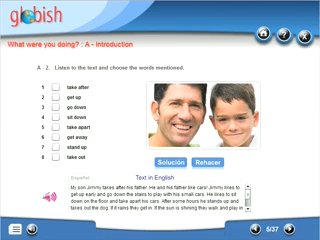 globish
What were you doing? : A - Introduction
A - 2. Listen to the text and choose the words mentioned.
1 take after
2 get up
3 go down
4 sit down
5 take apart
6 get away
7 stand up
8 take out
Solución Rehacer
Español Text in English
My son Jimmy takes after his father. He and his father like cars! Jimmy likes to
get up early and go down the stairs to play with his small cars. He likes to sit
down on the floor and take apart his cars. After some hours he stands up and
takes out the dog. If it rains they get in. If the sun is shinning they walk and play in
5/37